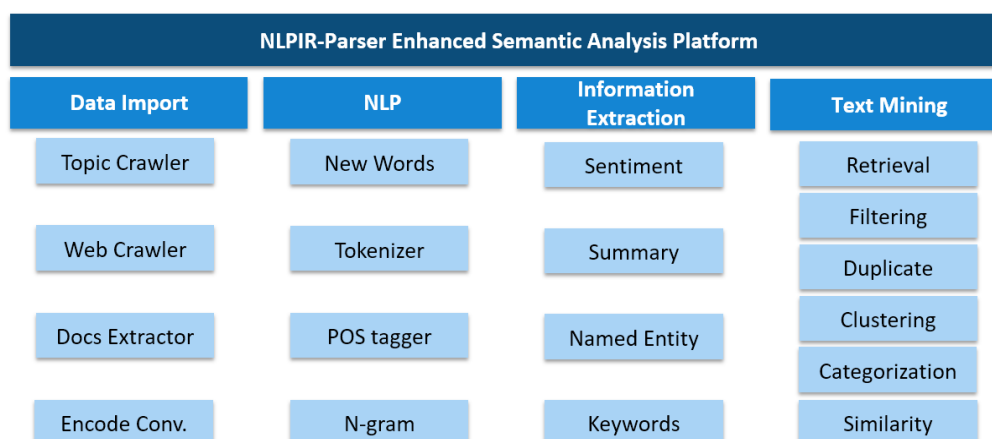 NLPIR-Parser Enhanced Semantic Analysis Platform
Data Import
Topic Crawler
Web Crawler
Docs Extractor
Encode Conv.
NLP
New Words
Tokenizer
POS tagger
N-gram
Information
Extraction
Sentiment
Summary
Named Entity
Keywords
Text Mining
Retrieval
Filtering
Duplicate
Clustering
Categorization
Similarity